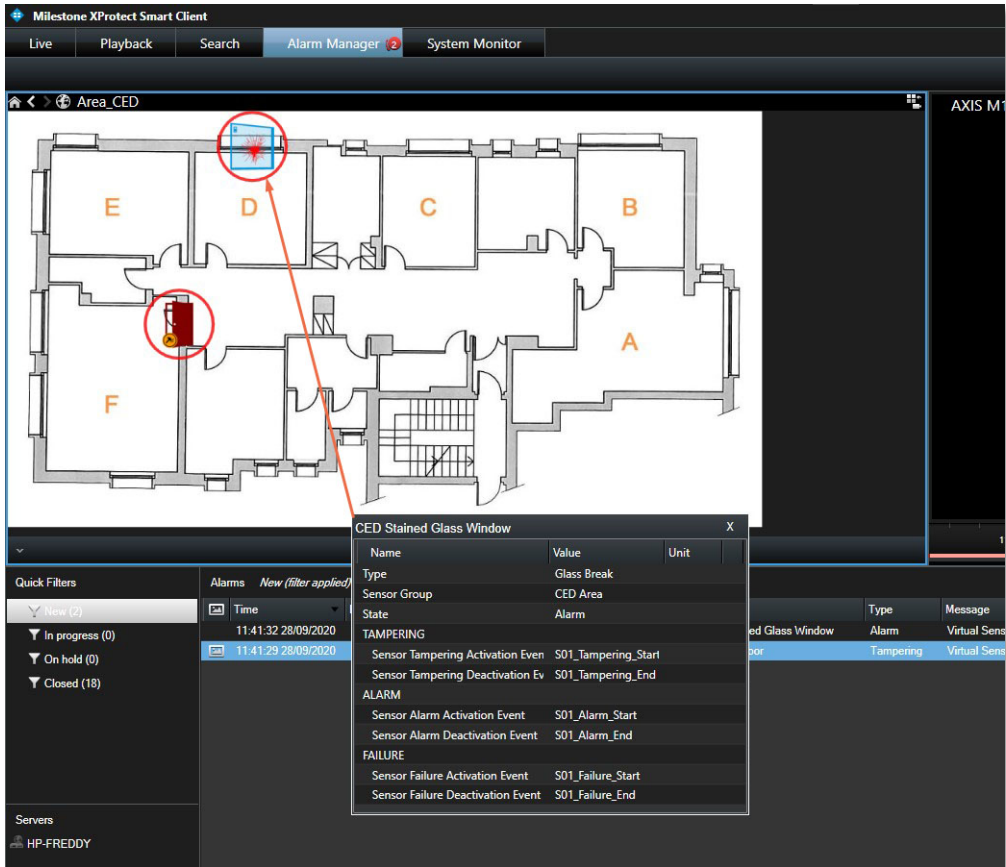 Milestone XProtect Smart Client
Live Playback Search Alarm Manager 2 System Monitor
Area_CED
AXIS M1
E D C B
A
F
CED Stained Glass Window X
Name Value Unit
Type Glass Break
Sensor Group CED Area
State Alarm
TAMPERING
Sensor Tampering Activation Even S01_Tampering_Start
Sensor Tampering Deactivation Ev S01_Tampering_End
ALARM
Sensor Alarm Activation Event S01_Alarm_Start
Sensor Alarm Deactivation Event S01_Alarm_End
FAILURE
Sensor Failure Activation Event S01_Failure_Start
Sensor Failure Deactivation Event S01_Failure_End
1
Quick Filters
New (2)
In progress (0)
On hold (0)
Closed (18)
Servers
HP-FREDDY
Alarms New (filter applied)
Time Type Message
11:41:32 28/09/2020 ed Glass Window Alarm Virtual Sens
11:41:29 28/09/2020 oor Tampering Virtual Sens